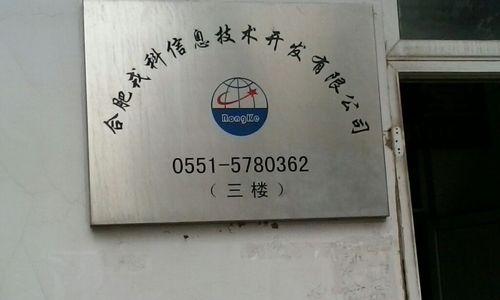 合肥戎科信息技术开发有限公司
RongKe
0551-5780362
(三楼)